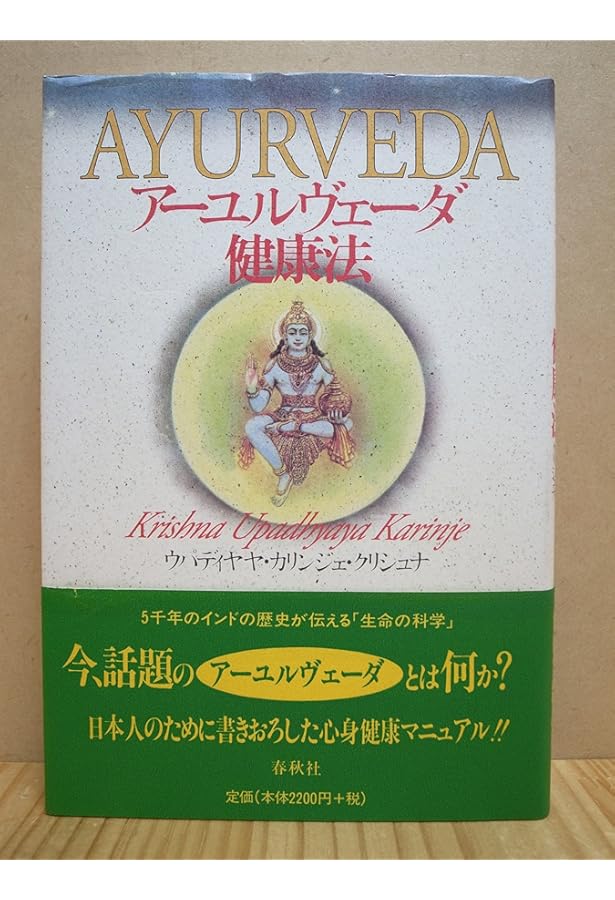 AYURVEDA
アーユルヴェーダ
健康法
Krishna Upadhyaya Karinje
ウパディヤヤ・カリンジェ・クリシュナ
5千年のインドの歴史が伝える「生命の科学」
今、話題のアーユルヴェーダとは何か?
日本人のために書きおろした心身健康マニュアル!!
春秋社
定価(本体2200円+税)